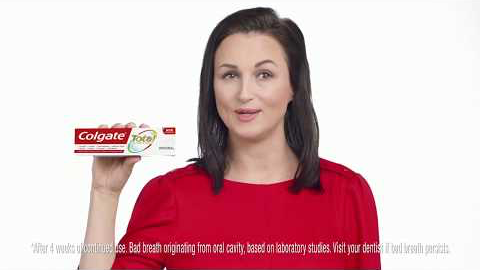 Colgate
Total
*After 4 weeks of continued use. Bad breath originating from oral cavity, based on laboratory studies. Visit your dentist if bad breath persists.